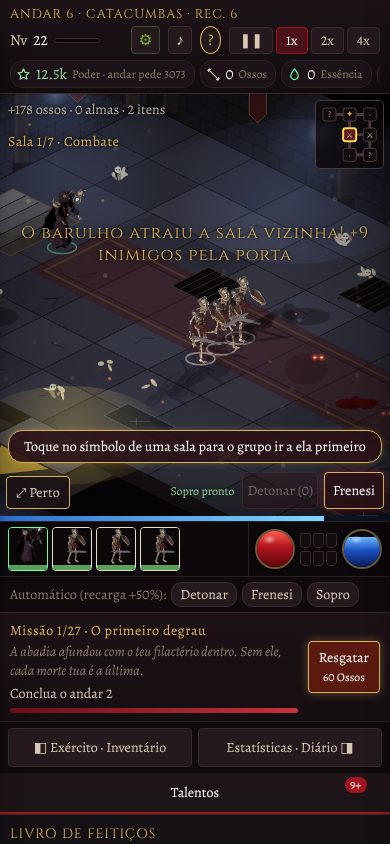 ANDAR 6 · CATACUMBAS · REC. 6
Nv 22
?
1x
2x
4x
12.5k Poder · andar pede 3073
0 Ossos
0 Essência
+178 ossos · 0 almas · 2 itens
Sala 1/7 · Combate
O BARULHO ATRAIU A SALA VIZINHA! +9
INIMIGOS PELA PORTA
Toque no símbolo de uma sala para o grupo ir a ela primeiro
Perto
Sopro pronto
Detonar (0)
Frenesi
Automático (recarga +50%):
Detonar
Frenesi
Sopro
Missão 1/27 · O primeiro degrau
A abadia afundou com o teu filactério dentro. Sem ele,
cada morte tua é a última.
Conclua o andar 2
Resgatar
60 Ossos
Exército · Inventário
Estatísticas · Diário
Talentos
9+
LIVRO DE FEITIÇOS